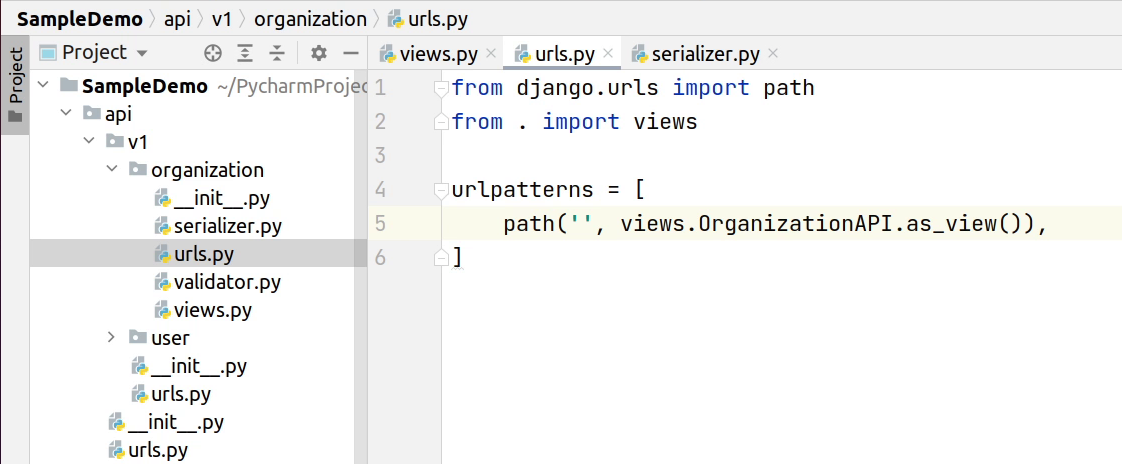 SampleDemo api v1 organization urls.py
Project
Project
views.py urls.py serializer.py
SampleDemo ~/PycharmProjec
api
v1
organization
__init__.py
serializer.py
urls.py
validator.py
views.py
user
__init__.py
urls.py
__init__.py
urls.py
1 from django.urls import path
2 from . import views
3
4 urlpatterns = [
5     path('', views.OrganizationAPI.as_view()),
6 ]